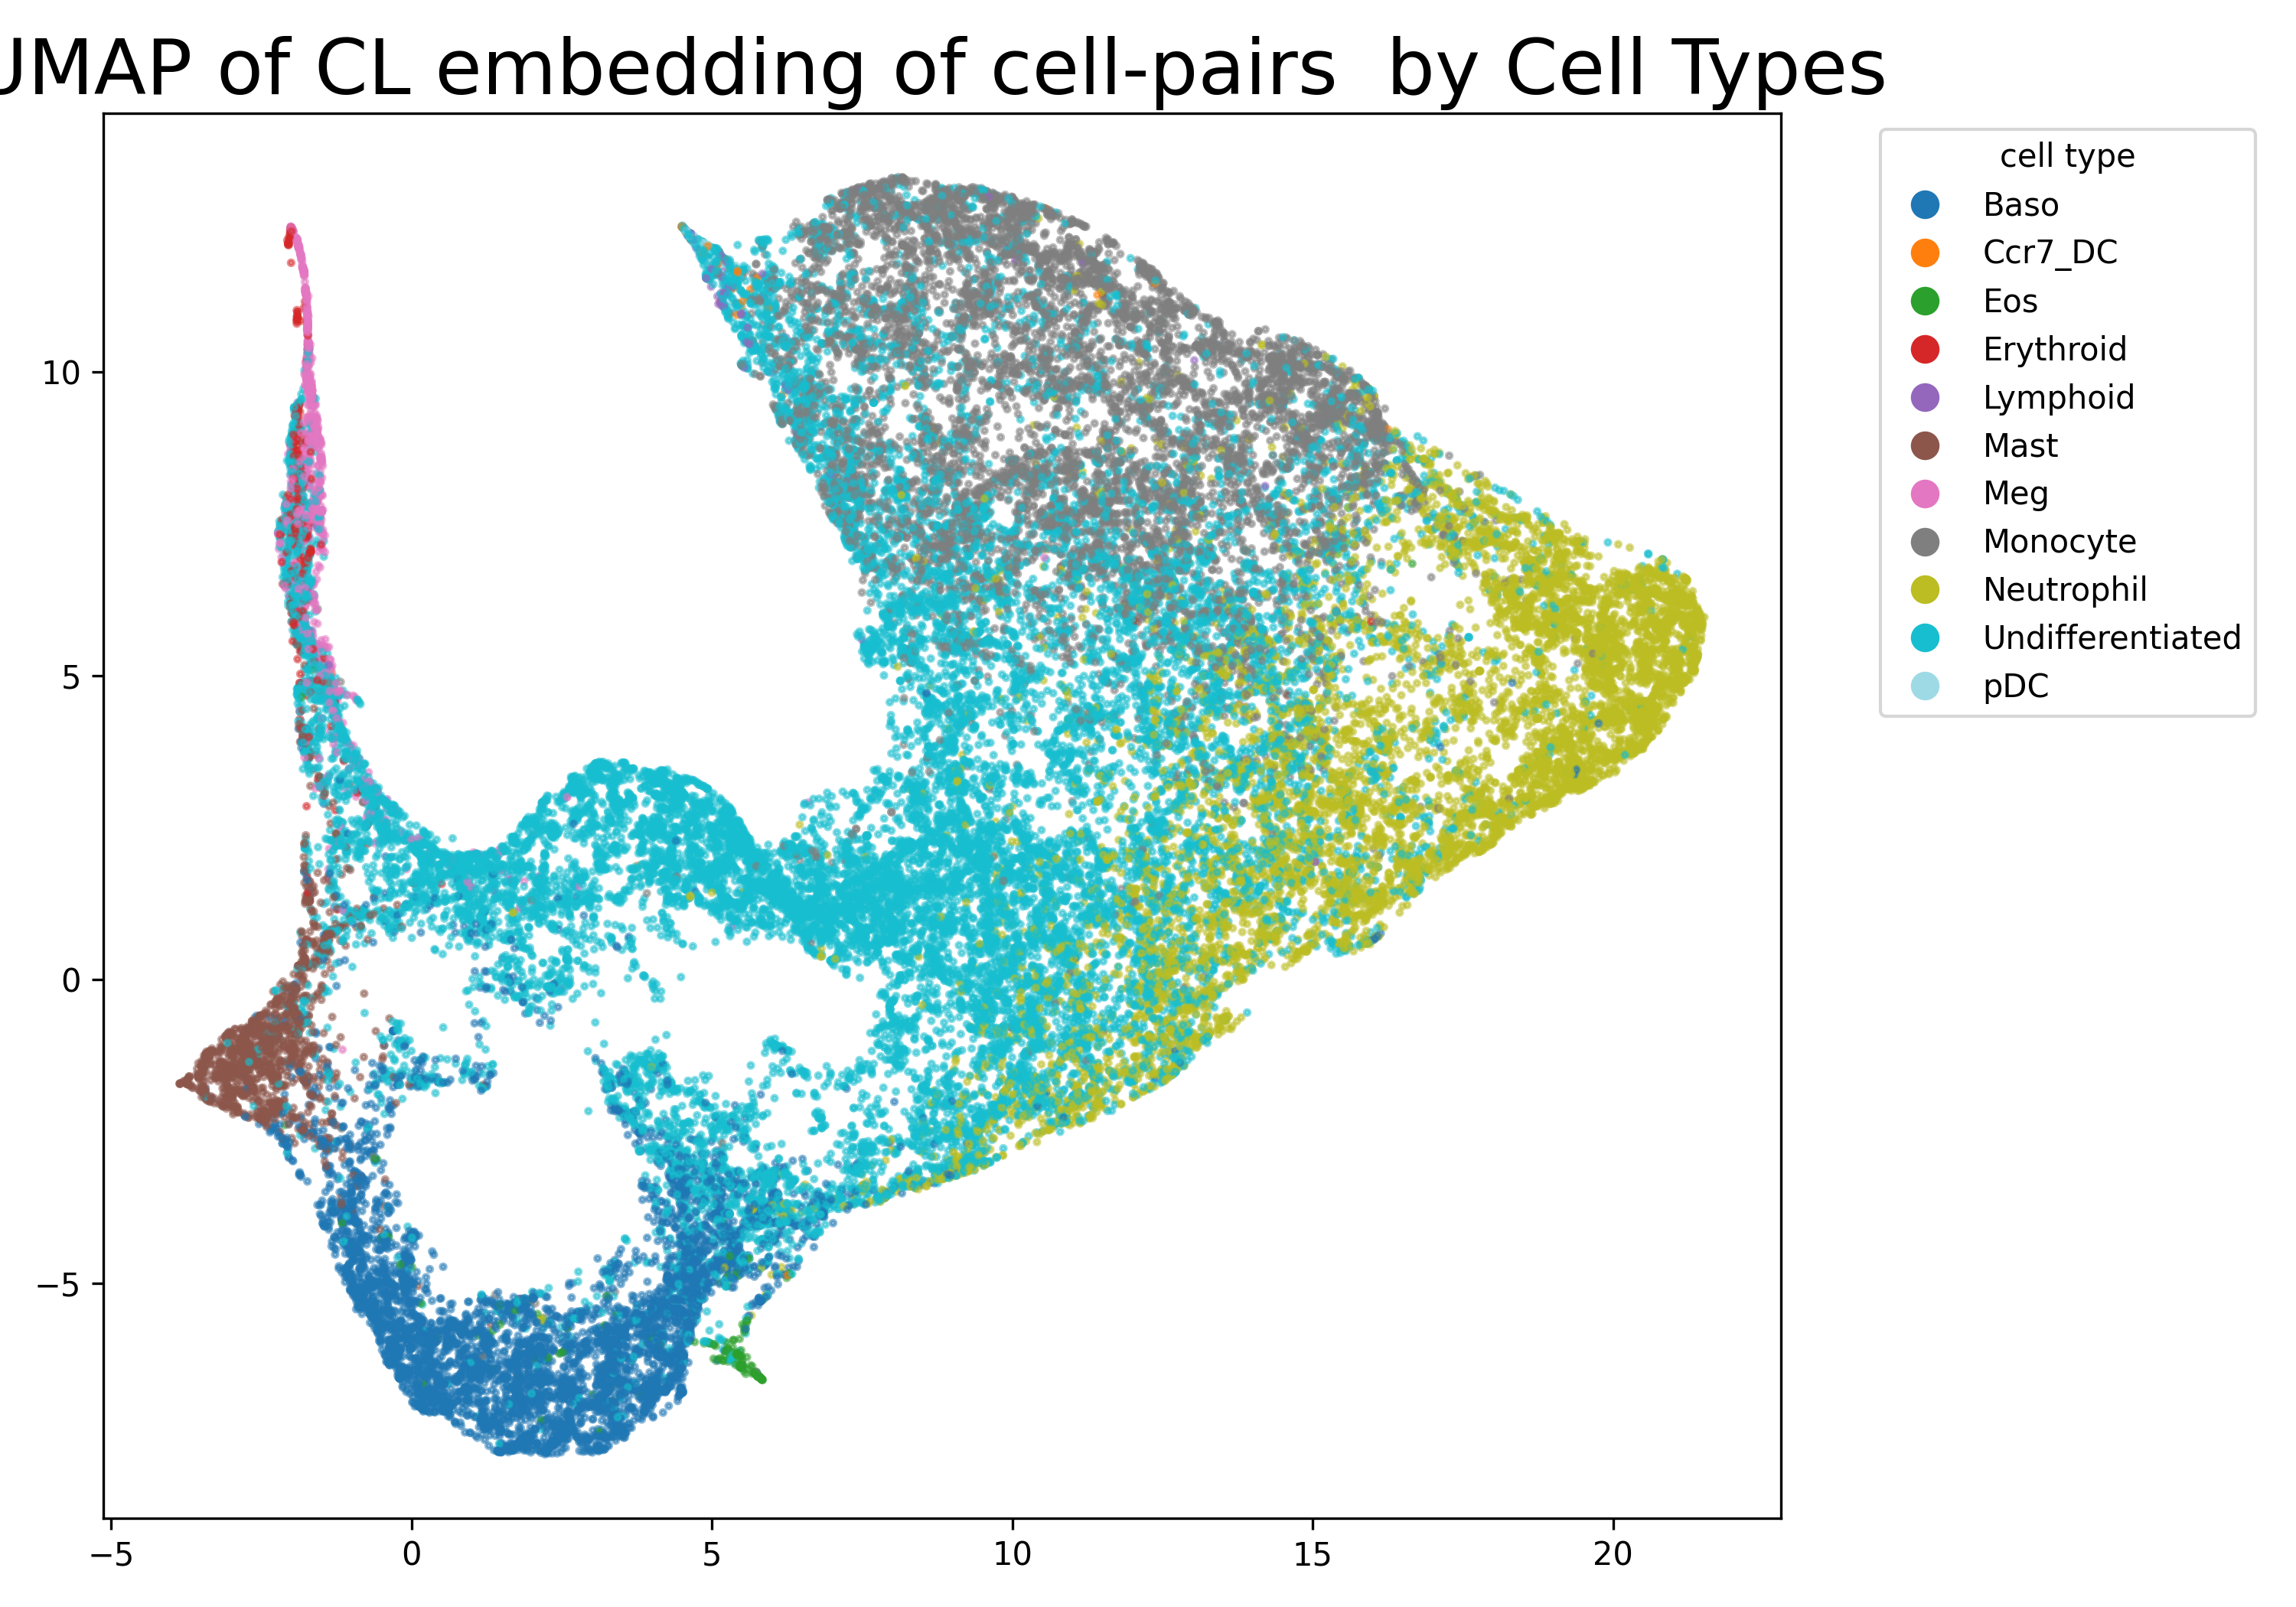 UMAP of CL embedding of cell-pairs  by Cell Types
cell type
Baso
Ccr7_DC
Eos
Erythroid
Lymphoid
Mast
Meg
Monocyte
Neutrophil
Undifferentiated
pDC
10
5
0
−5
−5
0
5
10
15
20